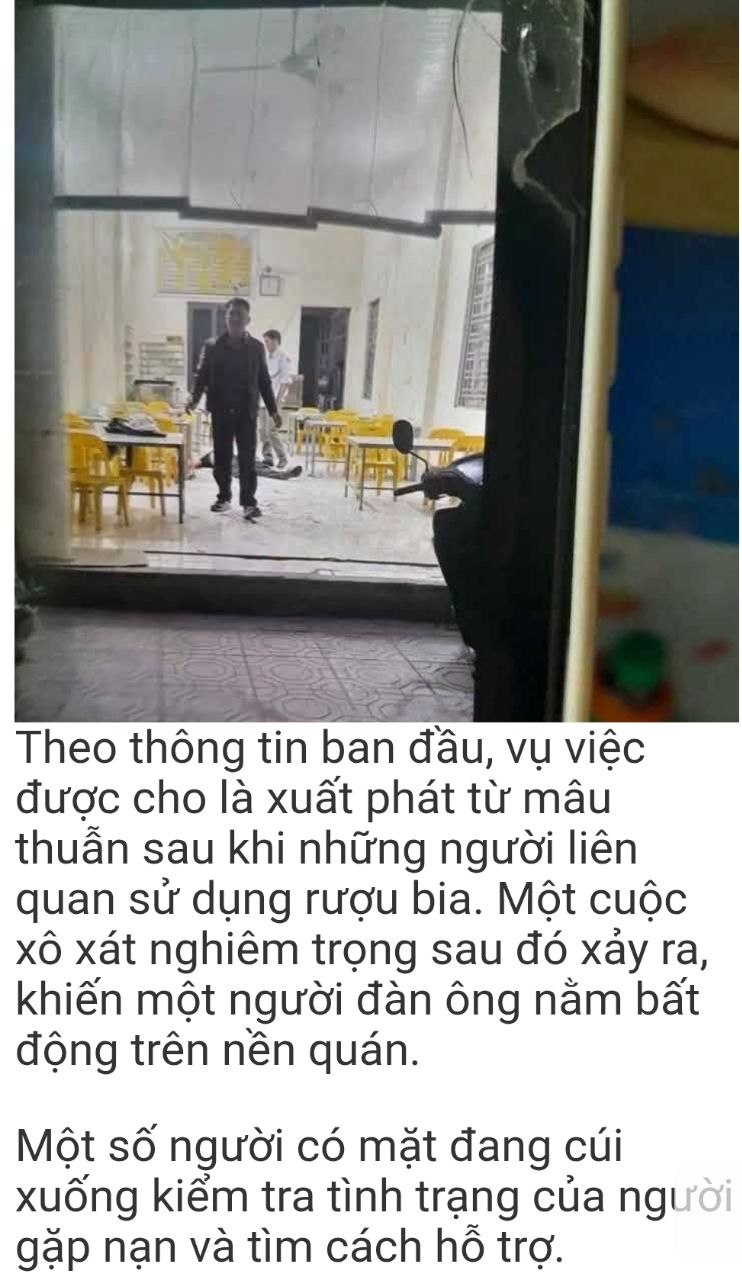 Theo thông tin ban đầu, vụ việc
được cho là xuất phát từ mâu
thuẫn sau khi những người liên
quan sử dụng rượu bia. Một cuộc
xô xát nghiêm trọng sau đó xảy ra,
khiến một người đàn ông nằm bất
động trên nền quán.
Một số người có mặt đang cúi
xuống kiểm tra tình trạng của người
gặp nạn và tìm cách hỗ trợ.